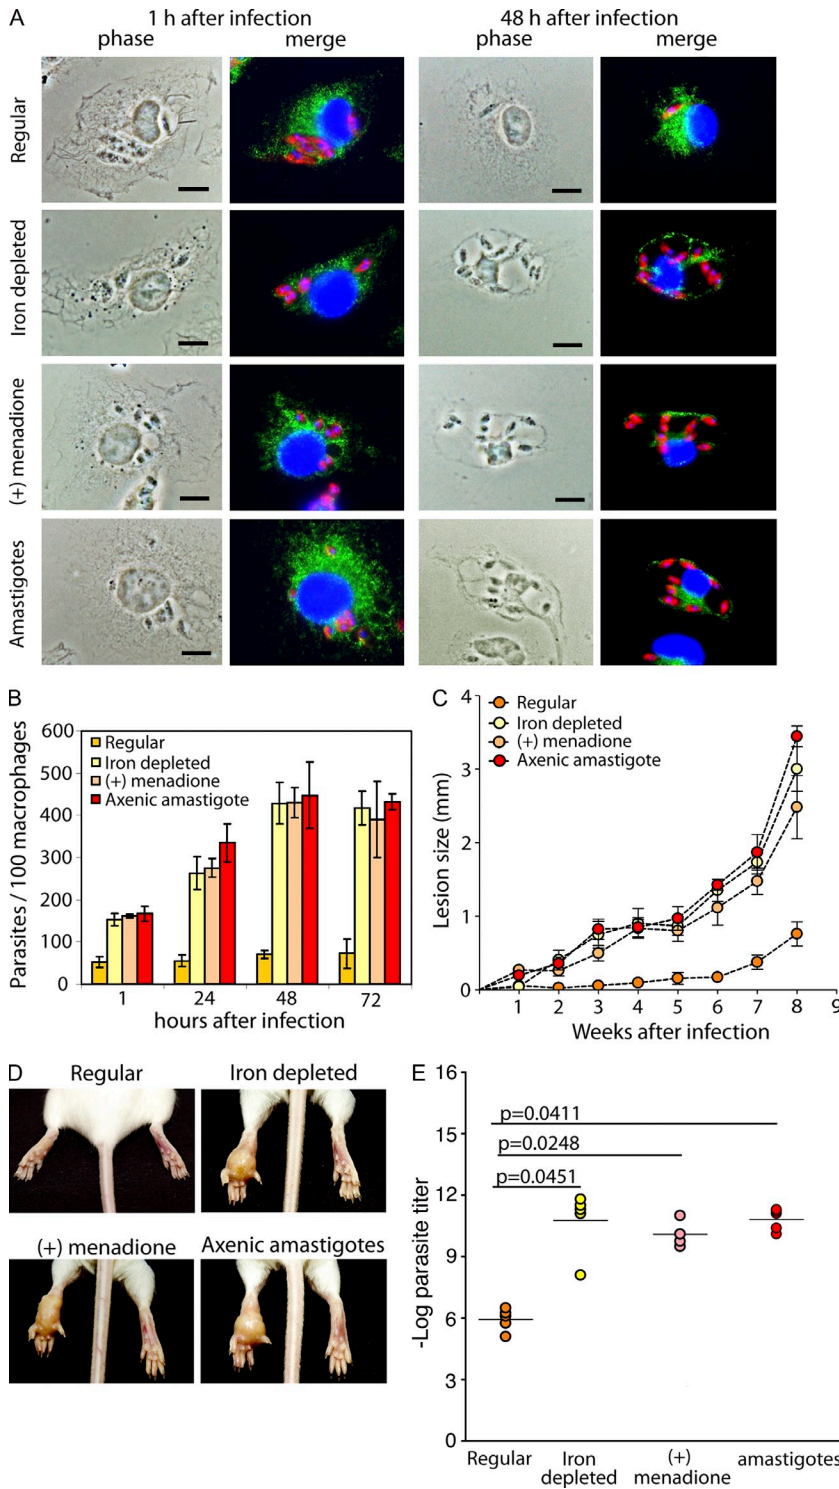 A
1 h after infection 48 h after infection
phase merge phase merge
Regular
Iron depleted
(+) menadione
Amastigotes
B
Parasites / 100 macrophages
600
500
400
300
200
100
0
Regular
Iron depleted
(+) menadione
Axenic amastigote
1 24 48 72
hours after infection
C
Lesion size (mm)
4
3
2
1
0
Regular
Iron depleted
(+) menadione
Axenic amastigote
1 2 3 4 5 6 7 8 9
Weeks after infection
D
Regular Iron depleted
(+) menadione Axenic amastigotes
E
-Log parasite titer
16
15
12
9
6
3
0
p=0.0411
p=0.0248
p=0.0451
Regular Iron (+) amastigotes
depleted menadione